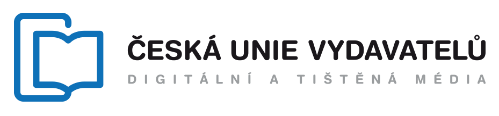 ČESKÁ UNIE VYDAVATELŮ
DIGITÁLNÍ A TIŠTĚNÁ MÉDIA